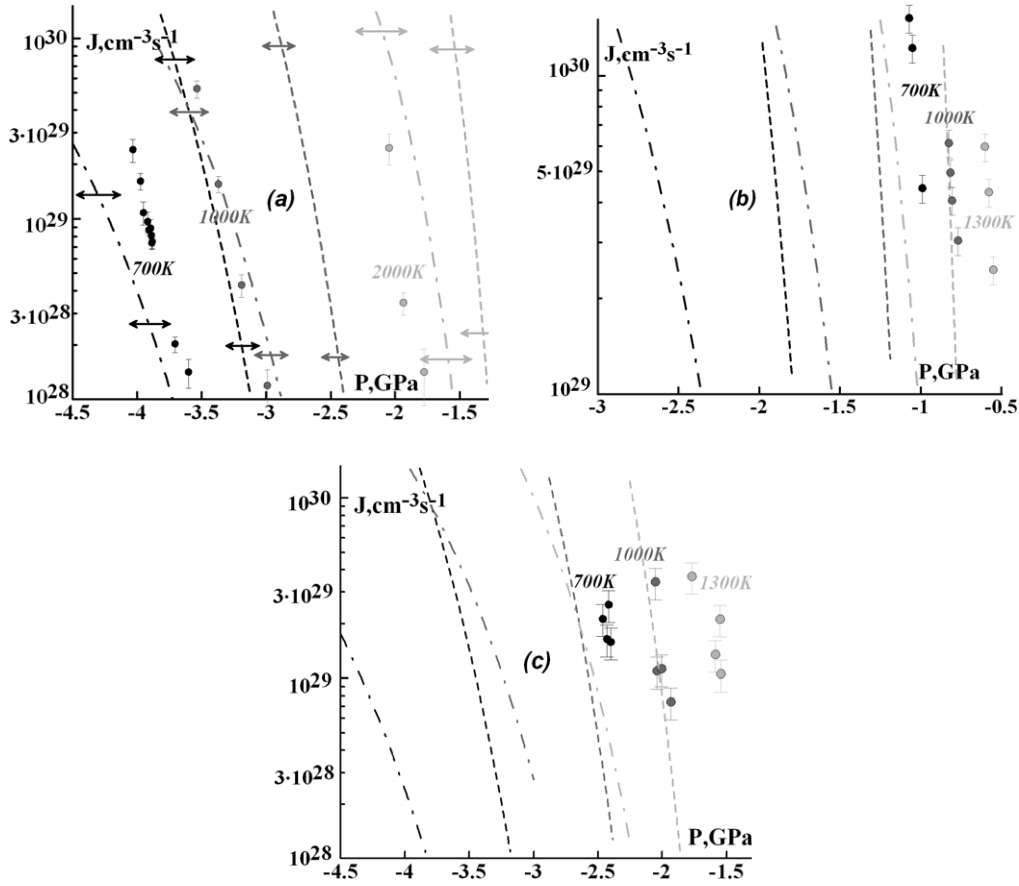 10³⁰
J,cm⁻³s⁻¹
3·10²⁹
10²⁹
3·10²⁸
10²⁸
(a)
700K
1000K
2000K
P,GPa
-4.5 -4 -3.5 -3 -2.5 -2 -1.5
J,cm⁻³s⁻¹
10³⁰
5·10²⁹
10²⁹
(b)
700K
1000K
1300K
P,GPa
-3 -2.5 -2 -1.5 -1 -0.5
10³⁰
J,cm⁻³s⁻¹
3·10²⁹
10²⁹
3·10²⁸
10²⁸
(c)
700K
1000K
1300K
P,GPa
-4.5 -4 -3.5 -3 -2.5 -2 -1.5